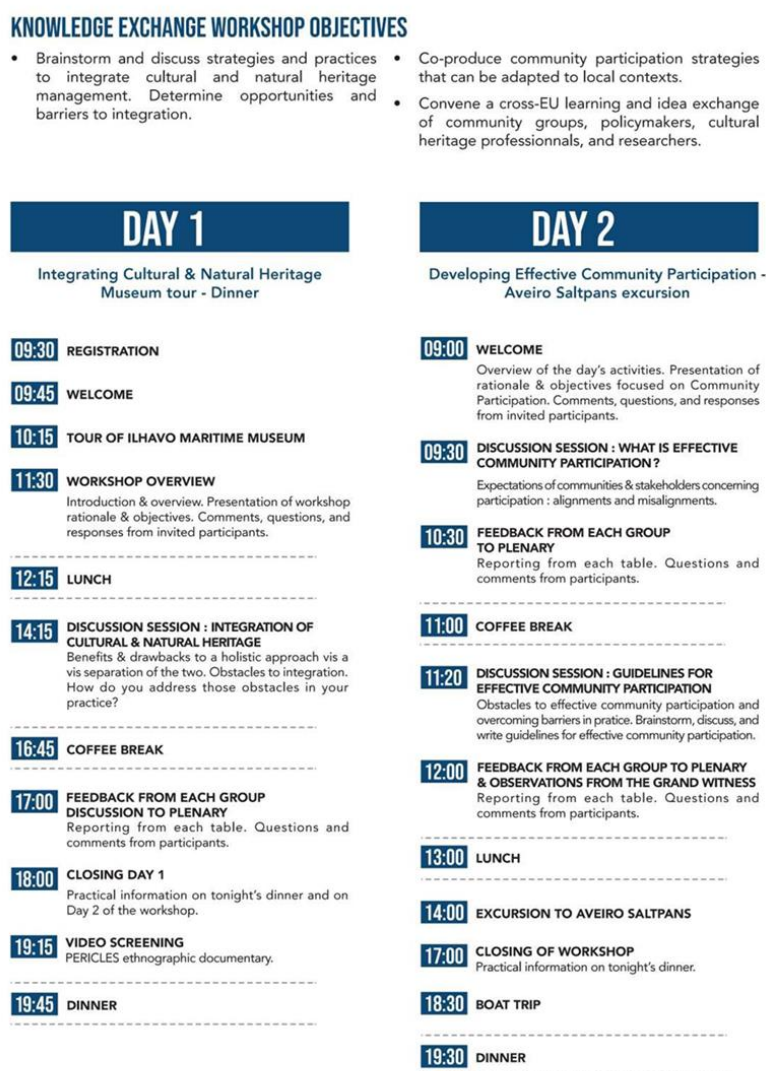 KNOWLEDGE EXCHANGE WORKSHOP OBJECTIVES
• Brainstorm and discuss strategies and practices
to integrate cultural and natural heritage
management. Determine opportunities and
barriers to integration.
• Co-produce community participation strategies
that can be adapted to local contexts.
• Convene a cross-EU learning and idea exchange
of community groups, policymakers, cultural
heritage professionnals, and researchers.
DAY 1
Integrating Cultural & Natural Heritage
Museum tour - Dinner
09:30 REGISTRATION
09:45 WELCOME
10:15 TOUR OF ILHAVO MARITIME MUSEUM
11:30 WORKSHOP OVERVIEW
Introduction & overview. Presentation of workshop
rationale & objectives. Comments, questions, and
responses from invited participants.
12:15 LUNCH
14:15 DISCUSSION SESSION : INTEGRATION OF
CULTURAL & NATURAL HERITAGE
Benefits & drawbacks to a holistic approach vis a
vis separation of the two. Obstacles to integration.
How do you address those obstacles in your
practice?
16:45 COFFEE BREAK
17:00 FEEDBACK FROM EACH GROUP
DISCUSSION TO PLENARY
Reporting from each table. Questions and
comments from participants.
18:00 CLOSING DAY 1
Practical information on tonight's dinner and on
Day 2 of the workshop.
19:15 VIDEO SCREENING
PERICLES ethnographic documentary.
19:45 DINNER
DAY 2
Developing Effective Community Participation -
Aveiro Saltpans excursion
09:00 WELCOME
Overview of the day's activities. Presentation of
rationale & objectives focused on Community
Participation. Comments, questions, and responses
from invited participants.
09:30 DISCUSSION SESSION : WHAT IS EFFECTIVE
COMMUNITY PARTICIPATION ?
Expectations of communities & stakeholders concerning
participation : alignments and misalignments.
10:30 FEEDBACK FROM EACH GROUP
TO PLENARY
Reporting from each table. Questions and
comments from participants.
11:00 COFFEE BREAK
11:20 DISCUSSION SESSION : GUIDELINES FOR
EFFECTIVE COMMUNITY PARTICIPATION
Obstacles to effective community participation and
overcoming barriers in pratice. Brainstorm, discuss, and
write guidelines for effective community participation.
12:00 FEEDBACK FROM EACH GROUP TO PLENARY
& OBSERVATIONS FROM THE GRAND WITNESS
Reporting from each table. Questions and
comments from participants.
13:00 LUNCH
14:00 EXCURSION TO AVEIRO SALTPANS
17:00 CLOSING OF WORKSHOP
Practical information on tonight's dinner.
18:30 BOAT TRIP
19:30 DINNER